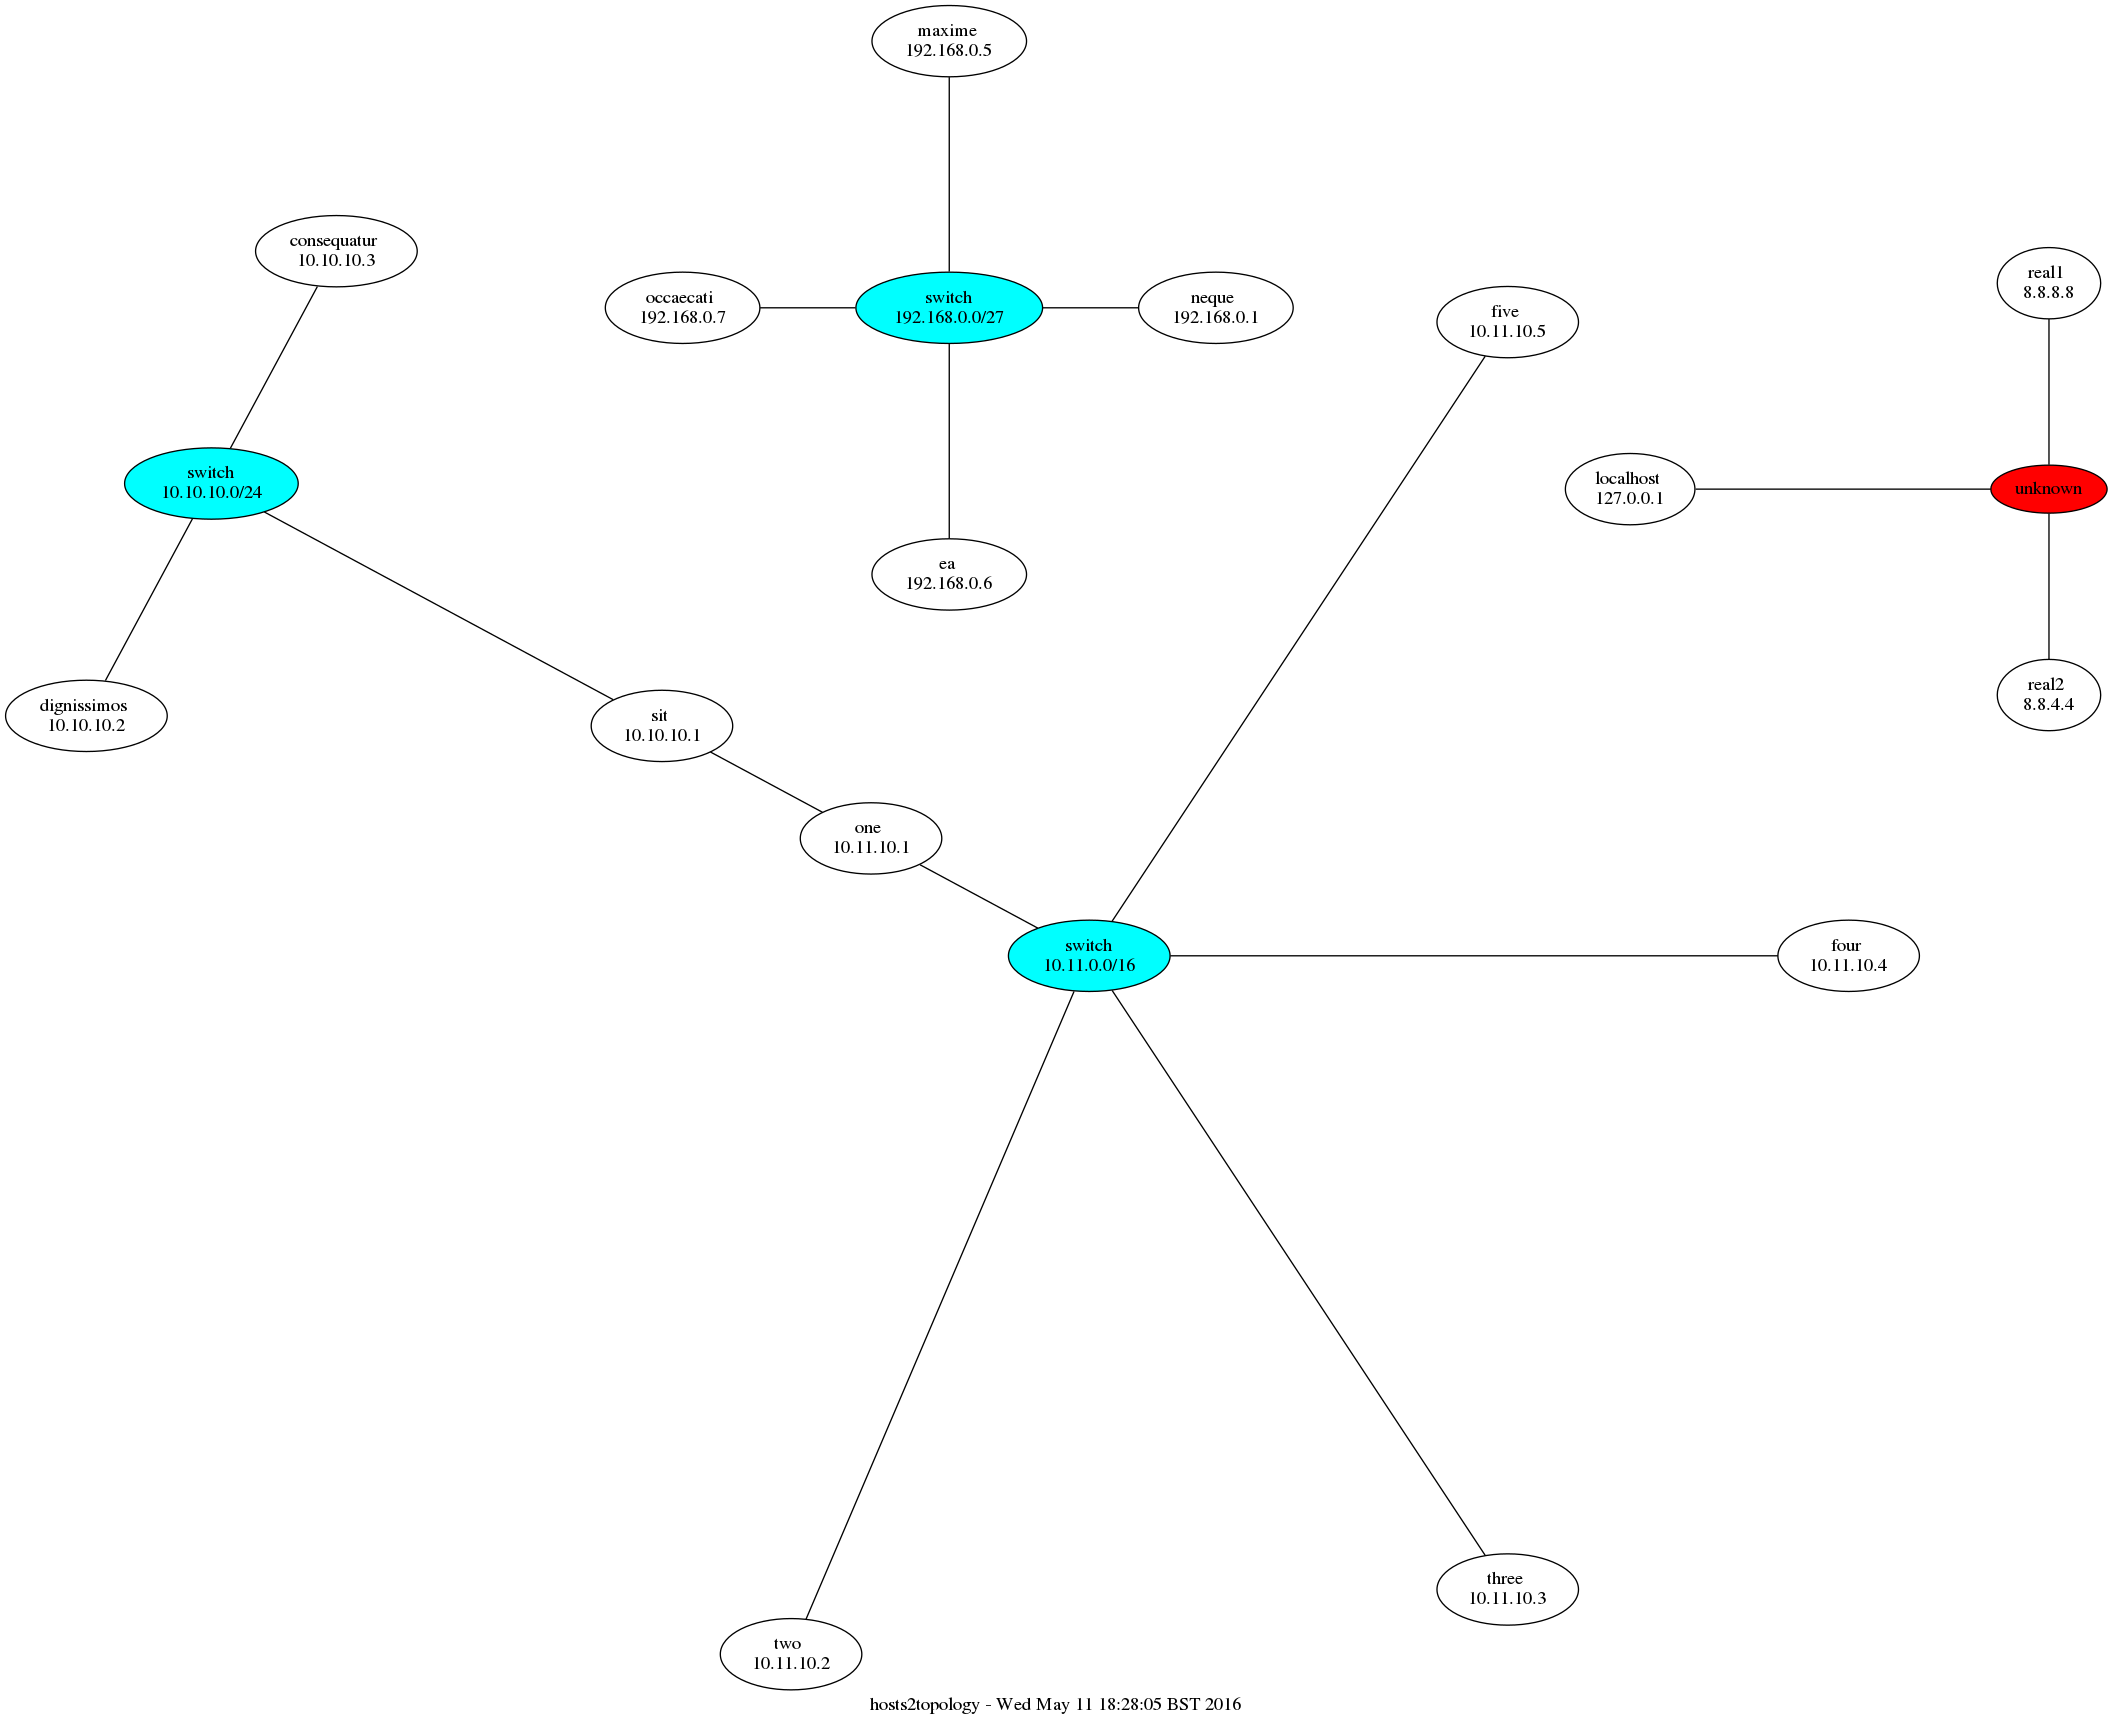 maxime
192.168.0.5
consequatur
10.10.10.3
occaecati
192.168.0.7
switch
192.168.0.0/27
neque
192.168.0.1
five
10.11.10.5
real1
8.8.8.8
switch
10.10.10.0/24
localhost
127.0.0.1
unknown
ea
192.168.0.6
dignissimos
10.10.10.2
sit
10.10.10.1
real2
8.8.4.4
one
10.11.10.1
switch
10.11.0.0/16
four
10.11.10.4
three
10.11.10.3
two
10.11.10.2
hosts2topology - Wed May 11 18:28:05 BST 2016